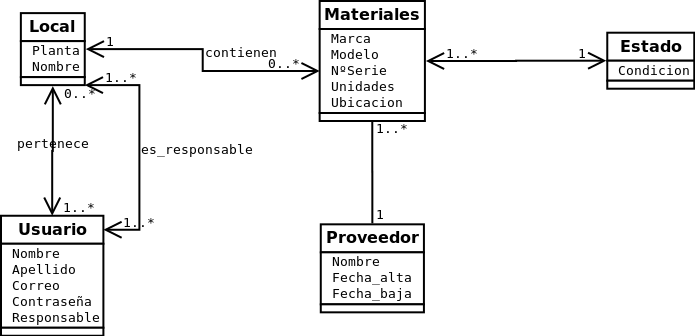 Local
Planta
Nombre
1
contienen
0..*
Materiales
Marca
Modelo
NºSerie
Unidades
Ubicacion
1..*
1
Estado
Condicion
1..*
0..*
pertenece
es_responsable
1..*
1..*
Usuario
Nombre
Apellido
Correo
Contraseña
Responsable
1..*
1
Proveedor
Nombre
Fecha_alta
Fecha_baja